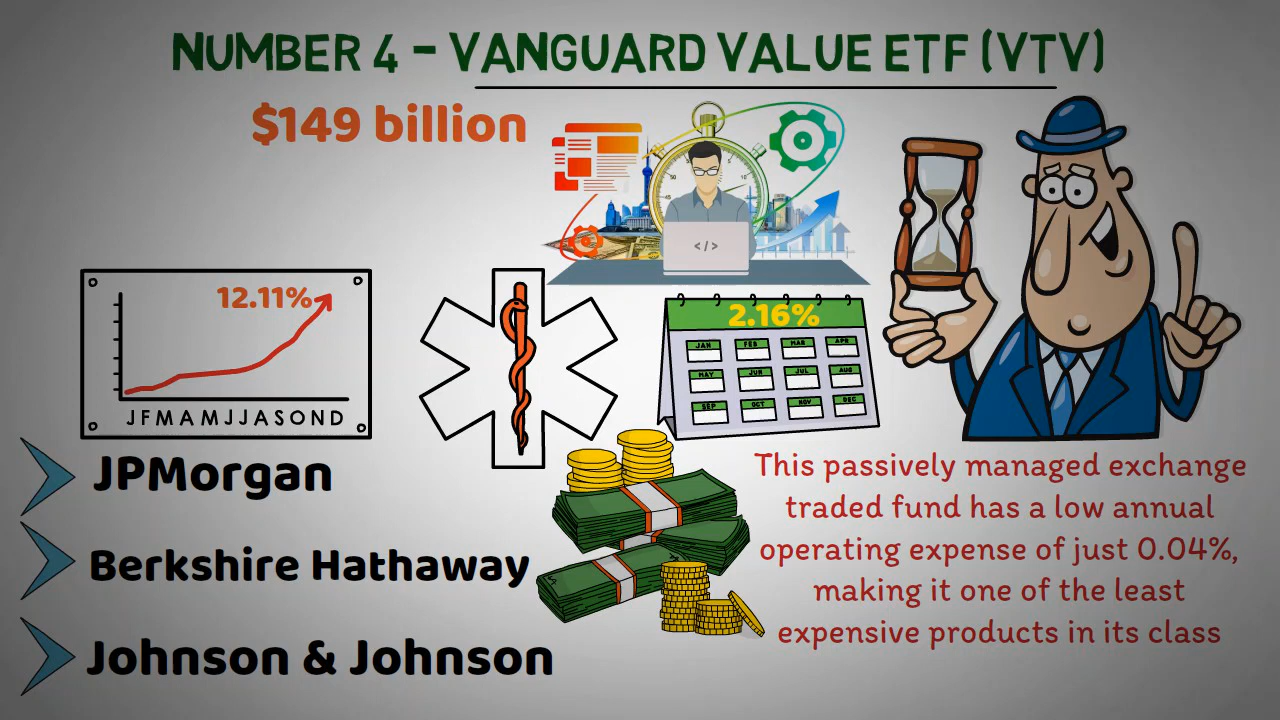 NUMBER 4 - VANGUARD VALUE ETF (VTV)
$149 billion
</>
12.11%
J F M A M J J A S O N D
2.16%
JAN FEB MAR APR
MAY JUN JUL AUG
SEP OCT NOV DEC
JPMorgan
Berkshire Hathaway
Johnson & Johnson
This passively managed exchange
traded fund has a low annual
operating expense of just 0.04%,
making it one of the least
expensive products in its class